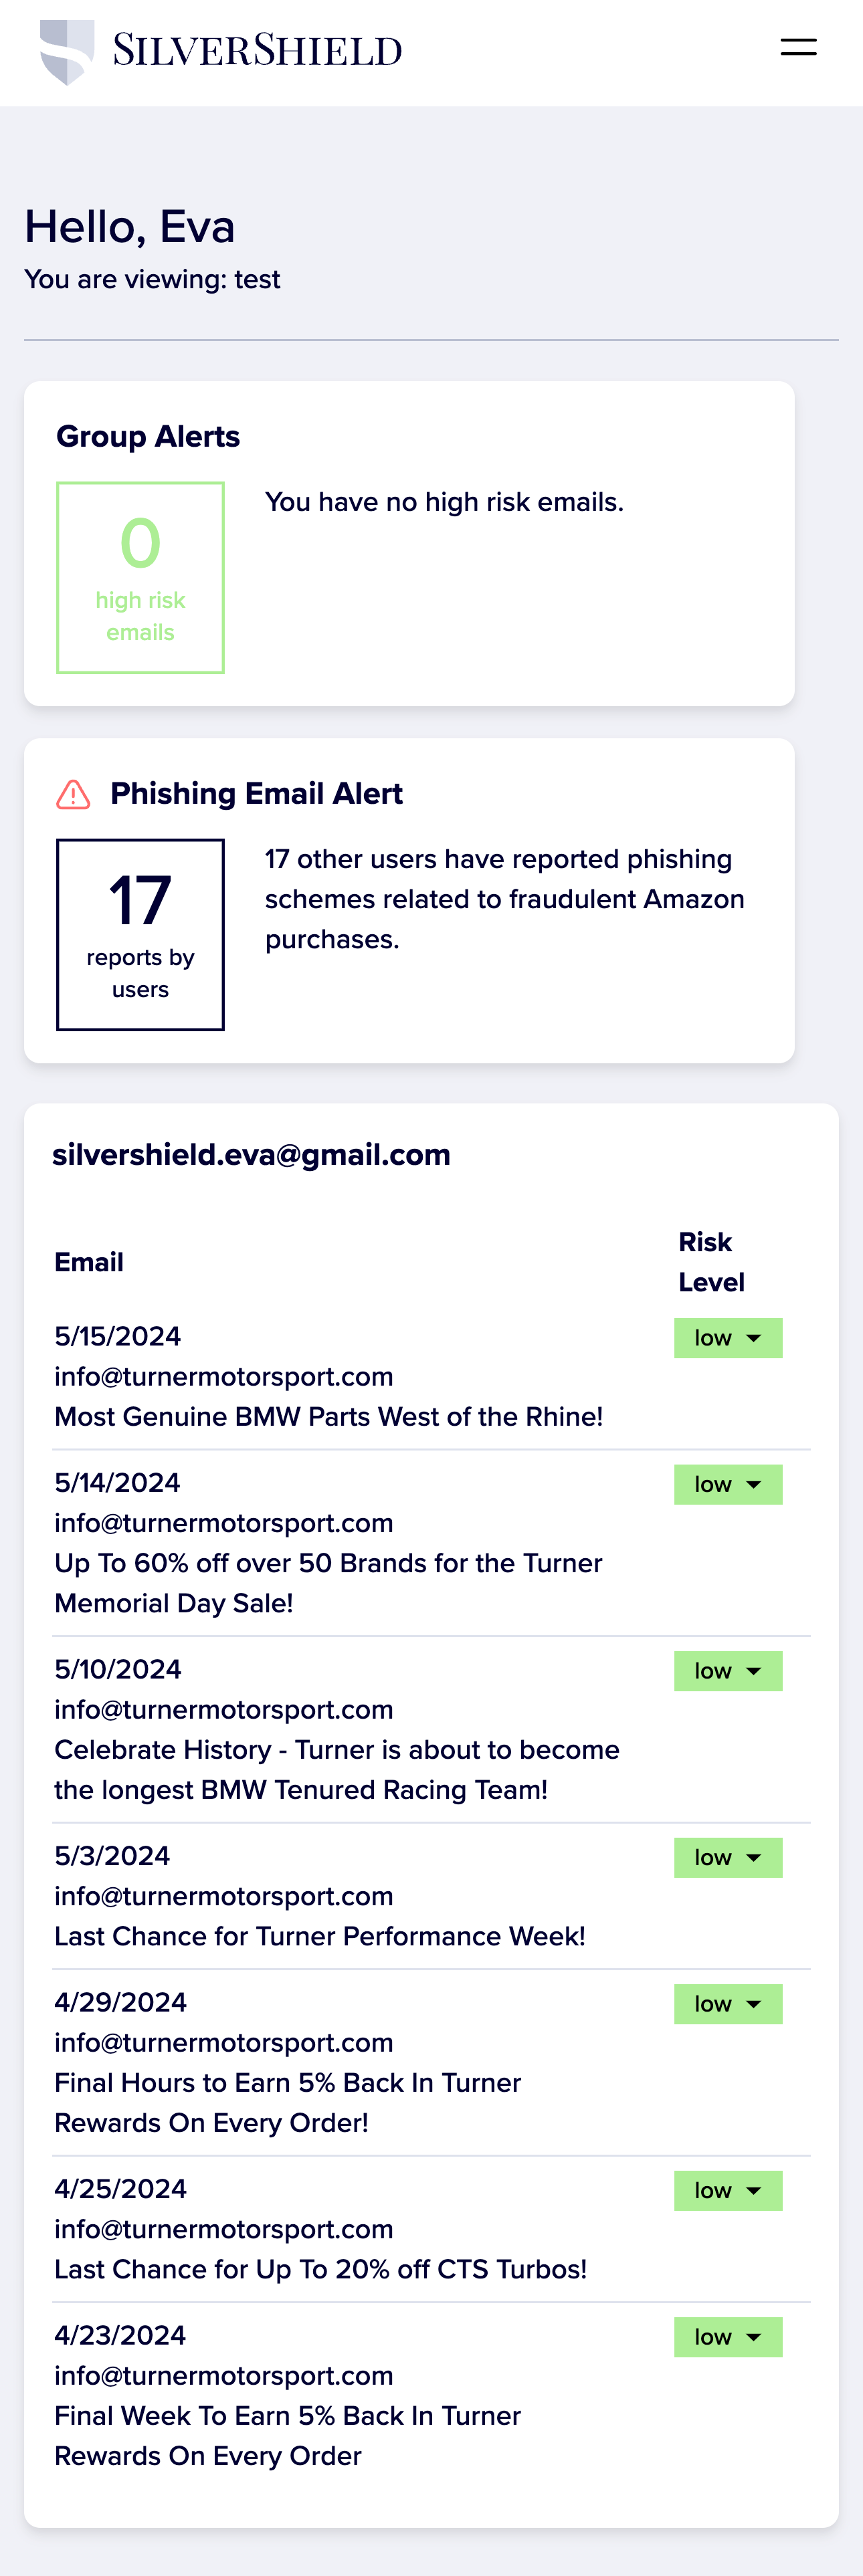 SILVERSHIELD
Hello, Eva
You are viewing: test
Group Alerts
0
high risk
emails
You have no high risk emails.
Phishing Email Alert
17
reports by
users
17 other users have reported phishing
schemes related to fraudulent Amazon
purchases.
silvershield.eva@gmail.com
Email
Risk
Level
5/15/2024
low
info@turnermotorsport.com
Most Genuine BMW Parts West of the Rhine!
5/14/2024
low
info@turnermotorsport.com
Up To 60% off over 50 Brands for the Turner
Memorial Day Sale!
5/10/2024
low
info@turnermotorsport.com
Celebrate History - Turner is about to become
the longest BMW Tenured Racing Team!
5/3/2024
low
info@turnermotorsport.com
Last Chance for Turner Performance Week!
4/29/2024
low
info@turnermotorsport.com
Final Hours to Earn 5% Back In Turner
Rewards On Every Order!
4/25/2024
low
info@turnermotorsport.com
Last Chance for Up To 20% off CTS Turbos!
4/23/2024
low
info@turnermotorsport.com
Final Week To Earn 5% Back In Turner
Rewards On Every Order